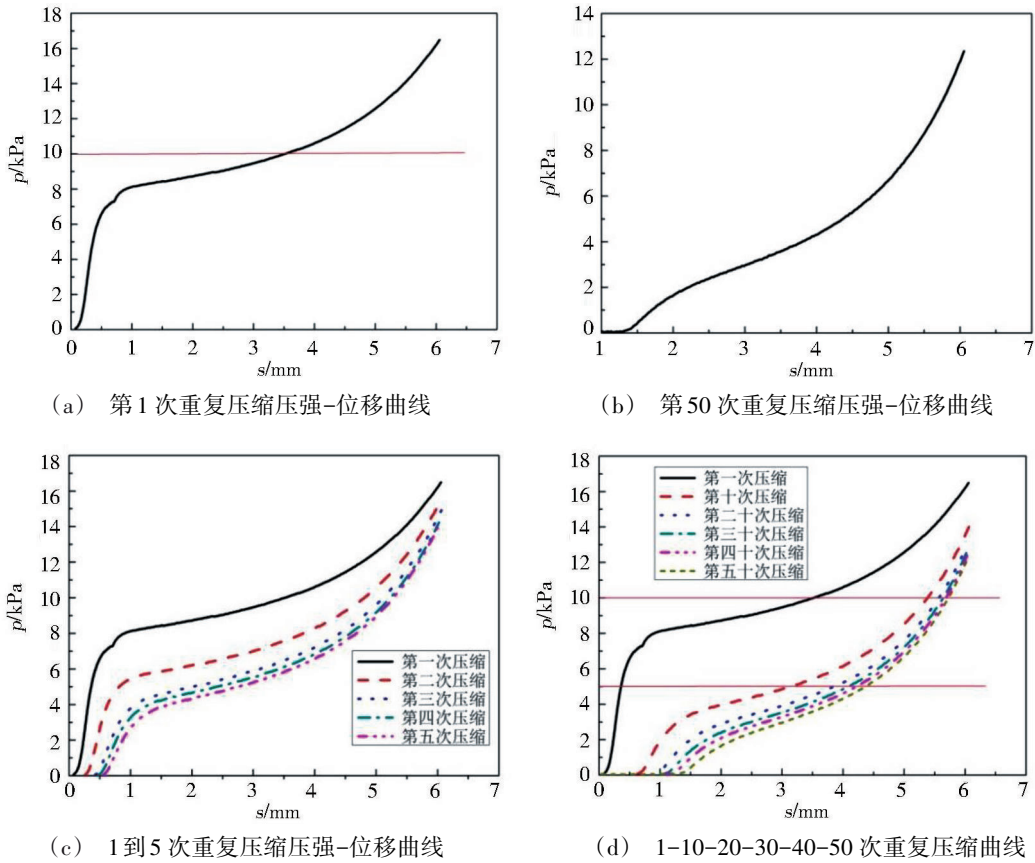 18
16
14
12
10
8
6
4
2
0
p/kPa
0 1 2 3 4 5 6 7
s/mm
(a) 第1次重复压缩压强-位移曲线
14
12
10
8
6
4
2
0
p/kPa
1 2 3 4 5 6 7
s/mm
(b) 第50次重复压缩压强-位移曲线
18
16
14
12
10
8
6
4
2
0
p/kPa
第一次压缩
第二次压缩
第三次压缩
第四次压缩
第五次压缩
0 1 2 3 4 5 6 7
s/mm
(c) 1到5次重复压缩压强-位移曲线
18
16
14
12
10
8
6
4
2
0
p/kPa
第一次压缩
第十次压缩
第二十次压缩
第三十次压缩
第四十次压缩
第五十次压缩
0 1 2 3 4 5 6 7
s/mm
(d) 1-10-20-30-40-50次重复压缩曲线